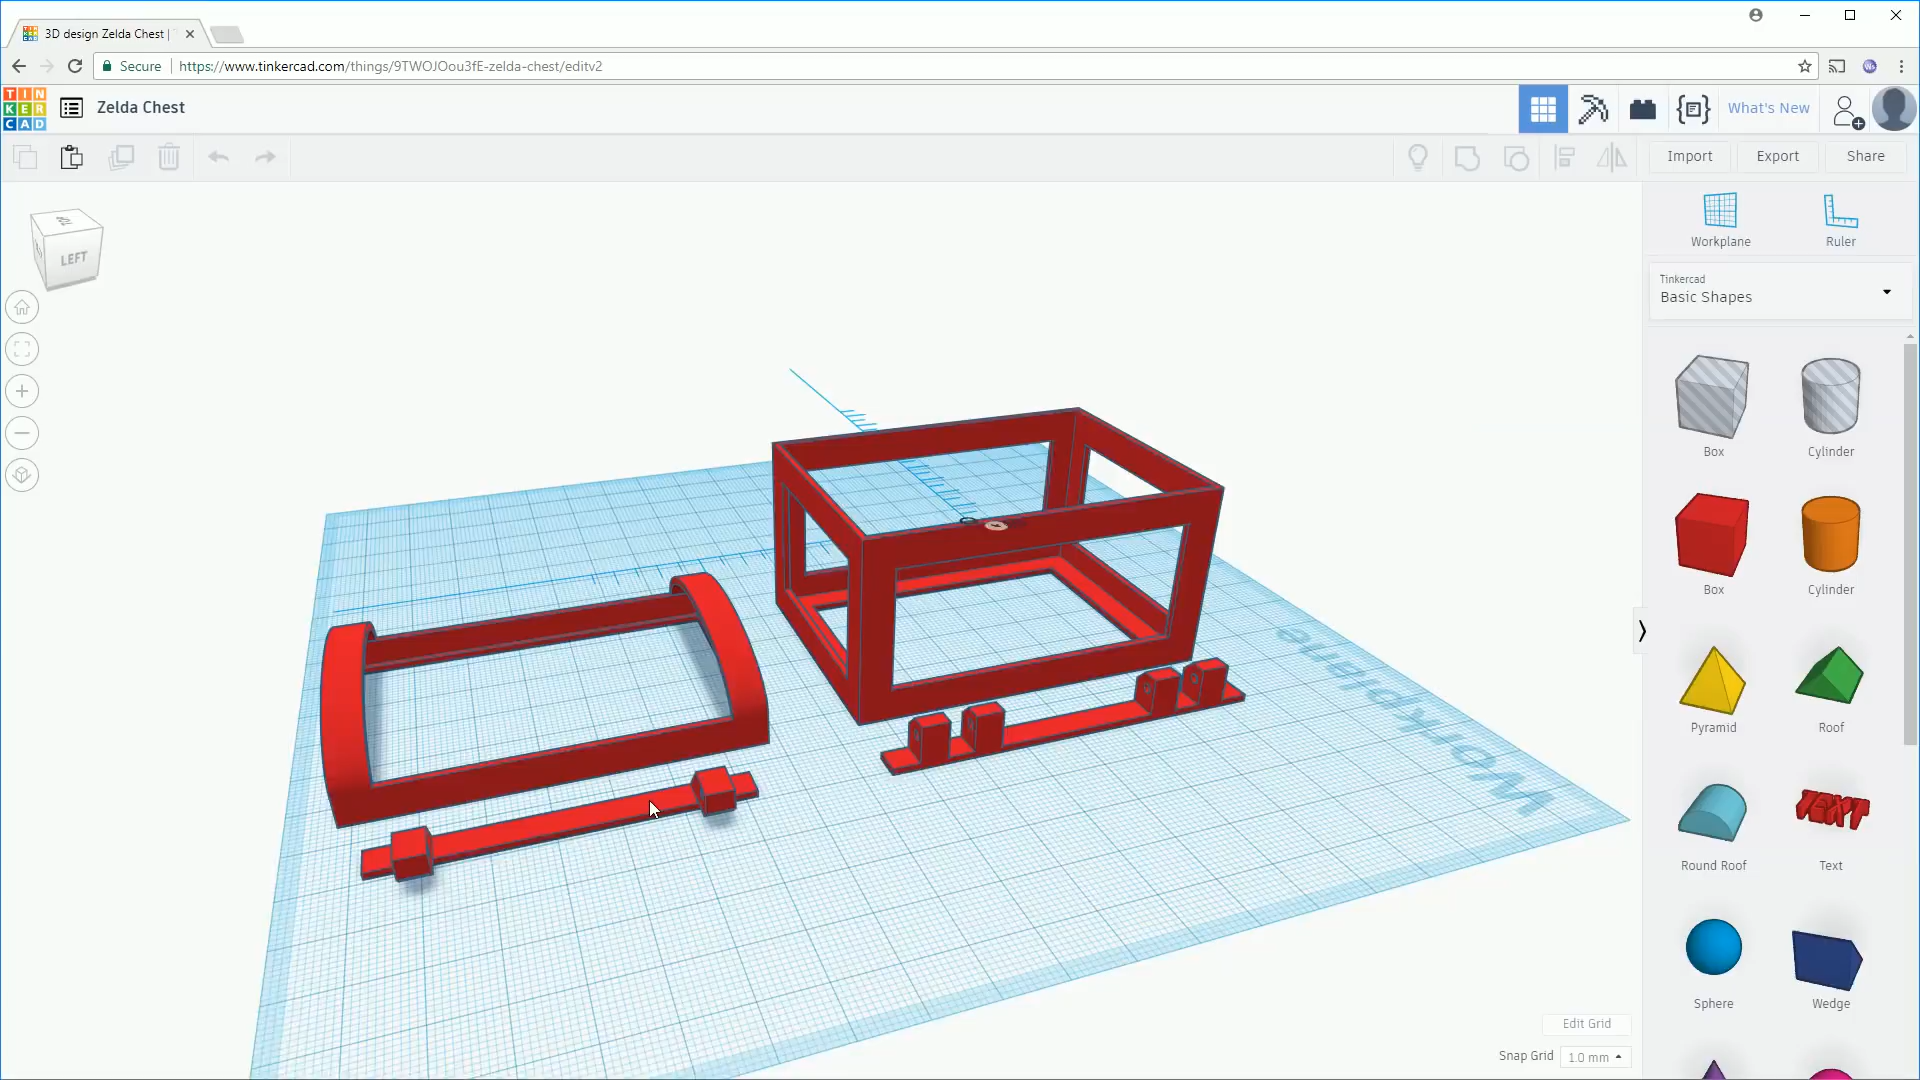 3D design Zelda Chest |
Secure
https://www.tinkercad.com/things/9TWOJOou3fE-zelda-chest/editv2
TIN
KER
CAD
Zelda Chest
What's New
Import
Export
Share
TOP
LEFT
Workplane
Ruler
Tinkercad
Basic Shapes
Box
Cylinder
Box
Cylinder
Pyramid
Roof
TEXT
Round Roof
Text
Sphere
Wedge
Workplane
Edit Grid
Snap Grid
1.0 mm